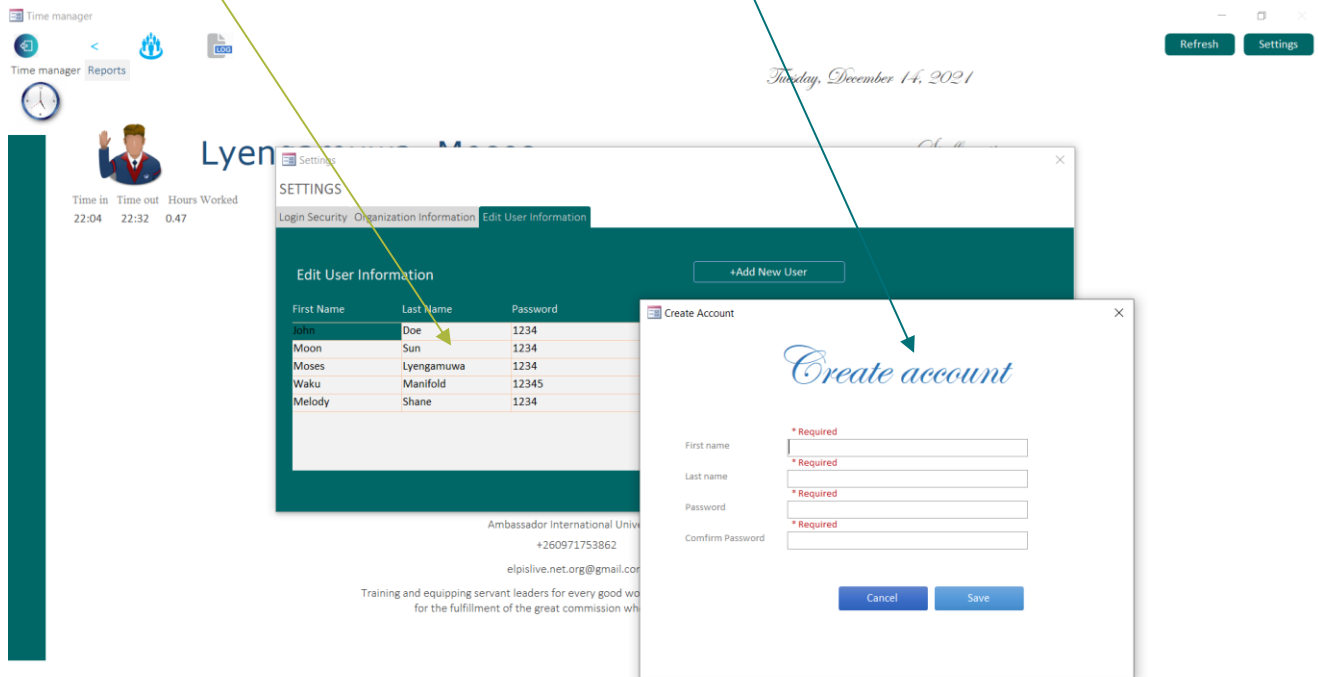 Time manager
<
LOG
Refresh
Settings
Time manager Reports
Tuesday, December 14, 2021
Settings
SETTINGS
Time in Time out Hours Worked
22:04 22:32 0.47
Login Security Organization Information Edit User Information
Edit User Information
+Add New User
First Name Last Name Password
John Doe 1234
Moon Sun 1234
Moses Lyengamuwa 1234
Waku Manifold 12345
Melody Shane 1234
Create Account
Create account
* Required
First name
* Required
Last name
* Required
Password
* Required
Comfirm Password
Cancel Save
Ambassador International Unive
+260971753862
elpislive.net.org@gmail.com
Training and equipping servant leaders for every good wo
for the fulfillment of the great commission wh